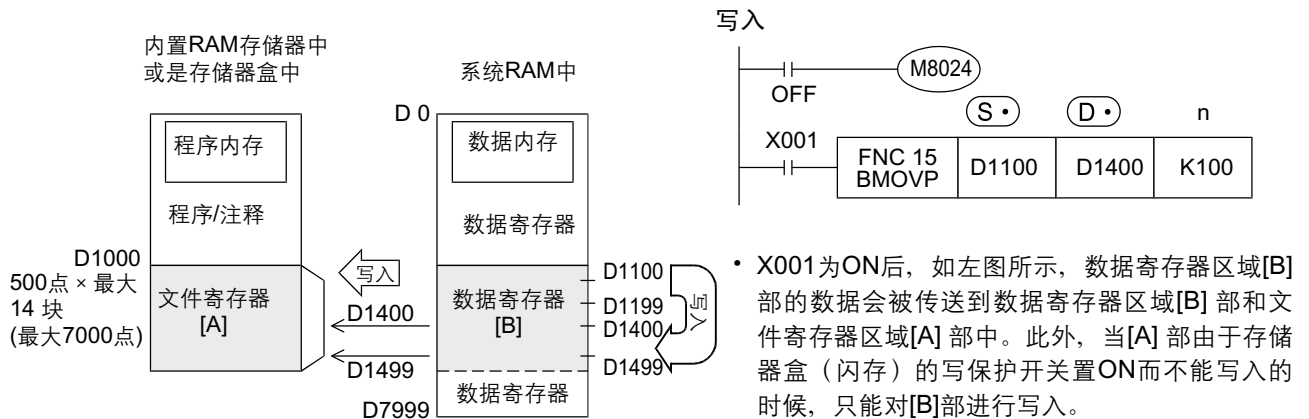 内置RAM存储器中
或是存储器盒中
程序内存
程序/注释
D1000
500点 × 最大
14 块
(最大7000点)
文件寄存器
[A]
写入
D1400
D1499
系统RAM中
D 0
数据内存
数据寄存器
数据寄存器
[B]
数据寄存器
D7999
D1100
D1199
D1400
D1499
写入
写入
M8024
OFF
S・ D・ n
X001
FNC 15
BMOVP
D1100 D1400 K100
• X001为ON后，如左图所示，数据寄存器区域[B]
部的数据会被传送到数据寄存器区域[B] 部和文
件寄存器区域[A] 部中。此外，当[A] 部由于存储
器盒（闪存）的写保护开关置ON而不能写入的
时候，只能对[B]部进行写入。